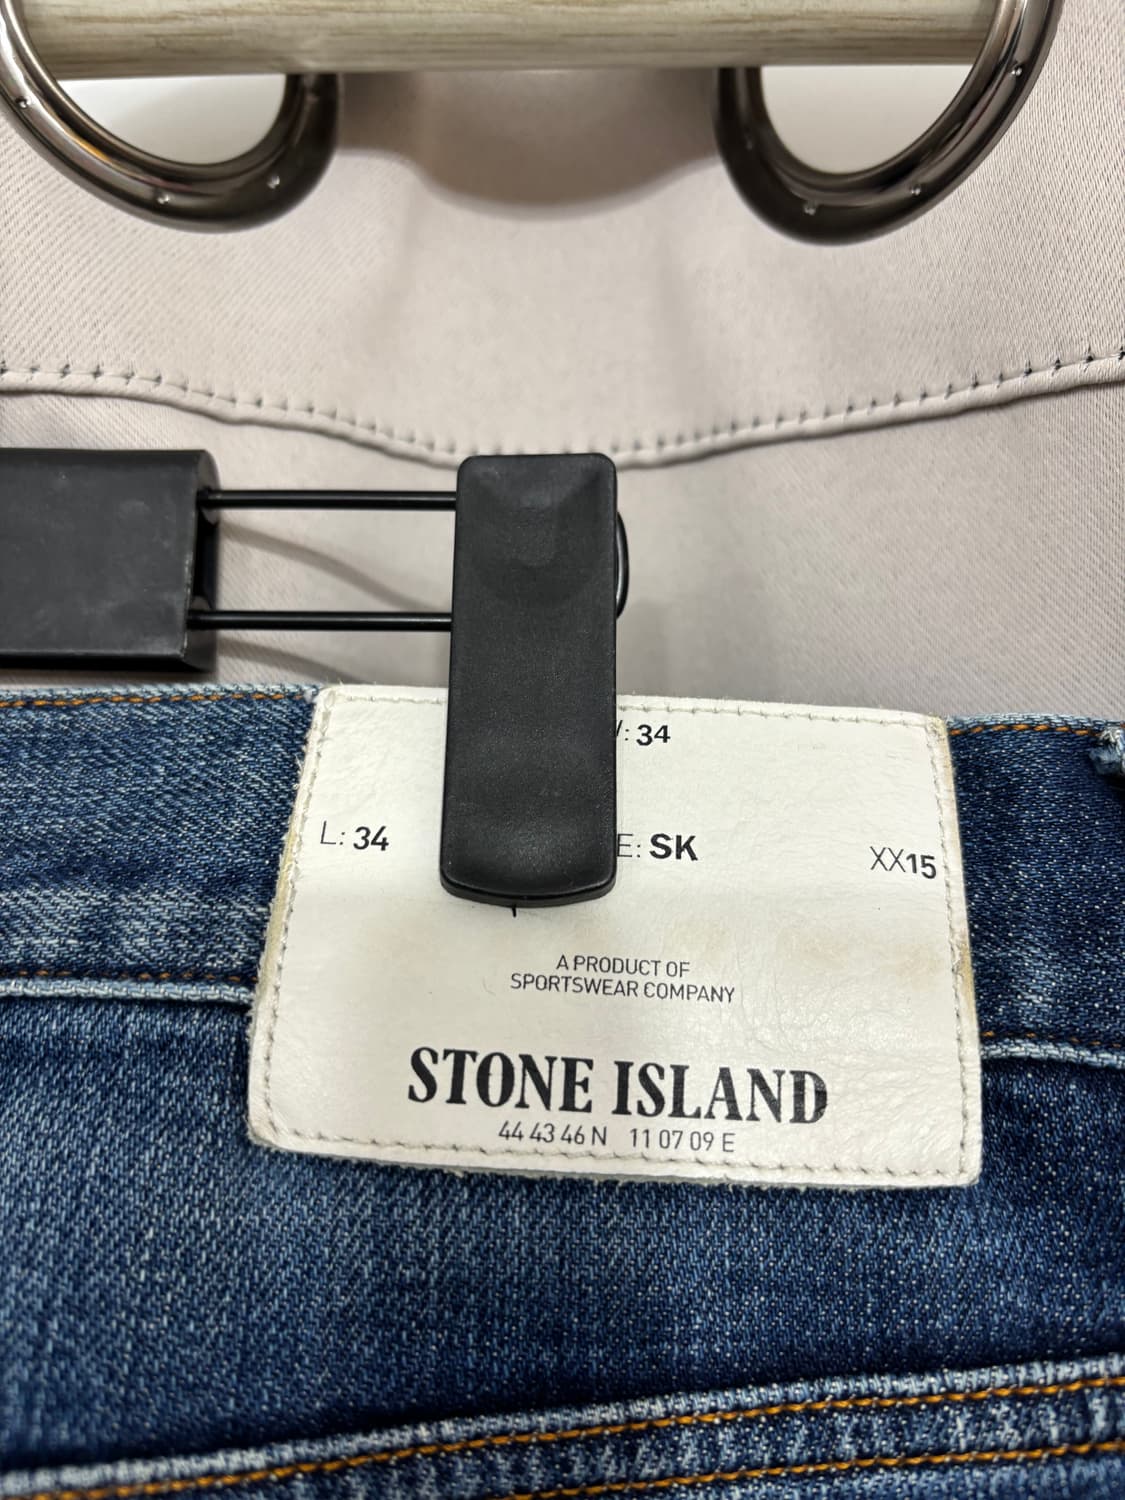 : 34
L: 34
E: SK
XX15
A PRODUCT OF
SPORTSWEAR COMPANY
STONE ISLAND
44 43 46 N 11 07 09 E